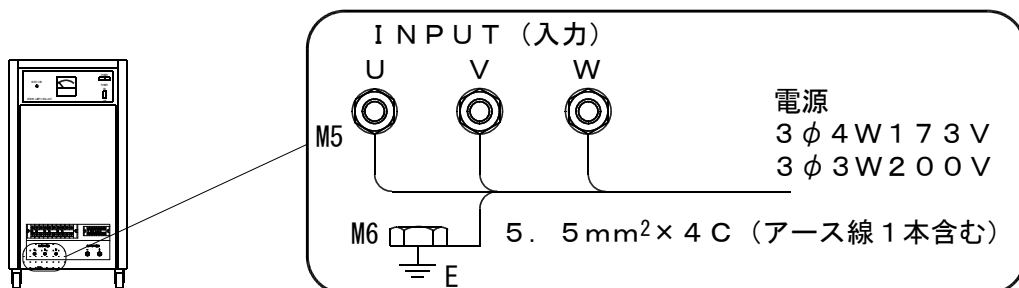 INPUT（入力）
U V W
M5
電源
3φ4W173V
3φ3W200V
M6
5．5mm²×4C（アース線1本含む）
E